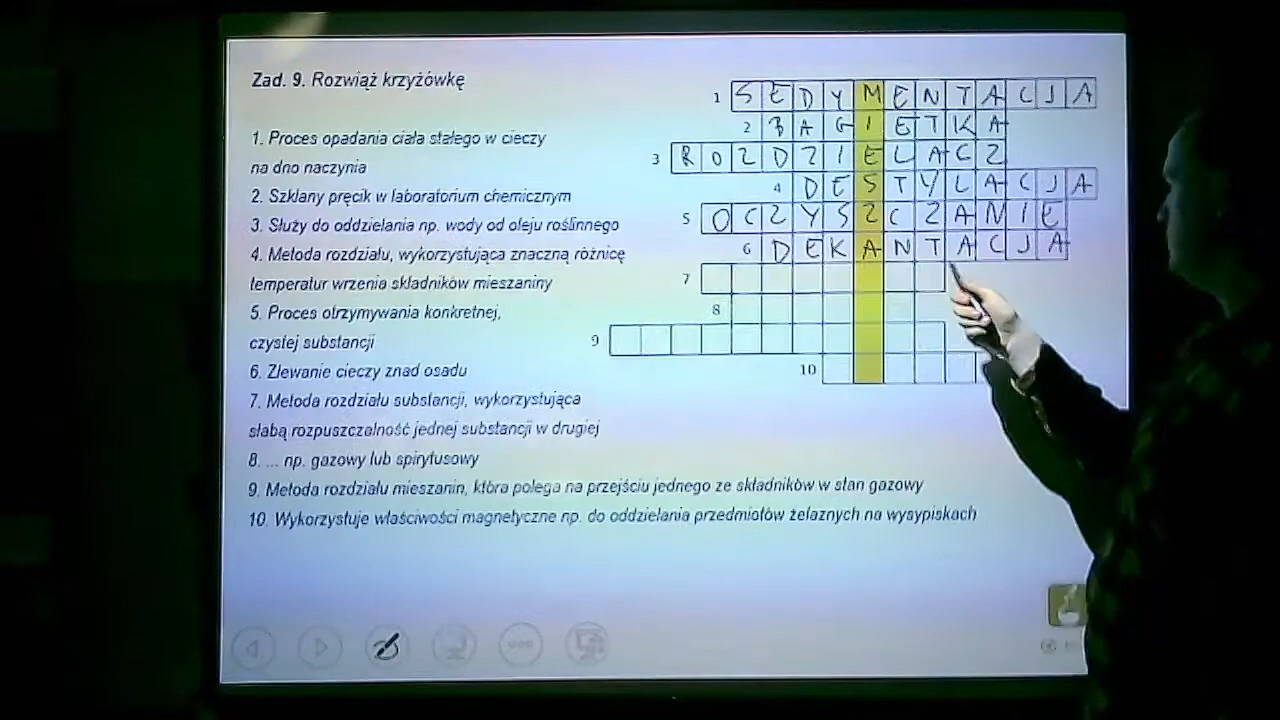 Zad. 9. Rozwiąż krzyżówkę
1. Proces opadania ciała stałego w cieczy
na dno naczynia
2. Szklany pręcik w laboratorium chemicznym
3. Służy do oddzielania np. wody od oleju roślinnego
4. Metoda rozdziału, wykorzystująca znaczną różnicę
temperatur wrzenia składników mieszaniny
5. Proces otrzymywania konkretnej,
czystej substancji
6. Zlewanie cieczy znad osadu
7. Metoda rozdziału substancji, wykorzystująca
słabą rozpuszczalność jednej substancji w drugiej
8. ... np. gazowy lub spirytusowy
9. Metoda rozdziału mieszanin, która polega na przejściu jednego ze składników w stan gazowy
10. Wykorzystuje właściwości magnetyczne np. do oddzielania przedmiotów żelaznych na wysypiskach
1 SEDYMENTACJA
2 BAGIETKA
3 ROZDZIELACZ
4 DESTYLACJA
5 OCZYSZCZANIE
6 DEKANTACJA
7
8
9
10